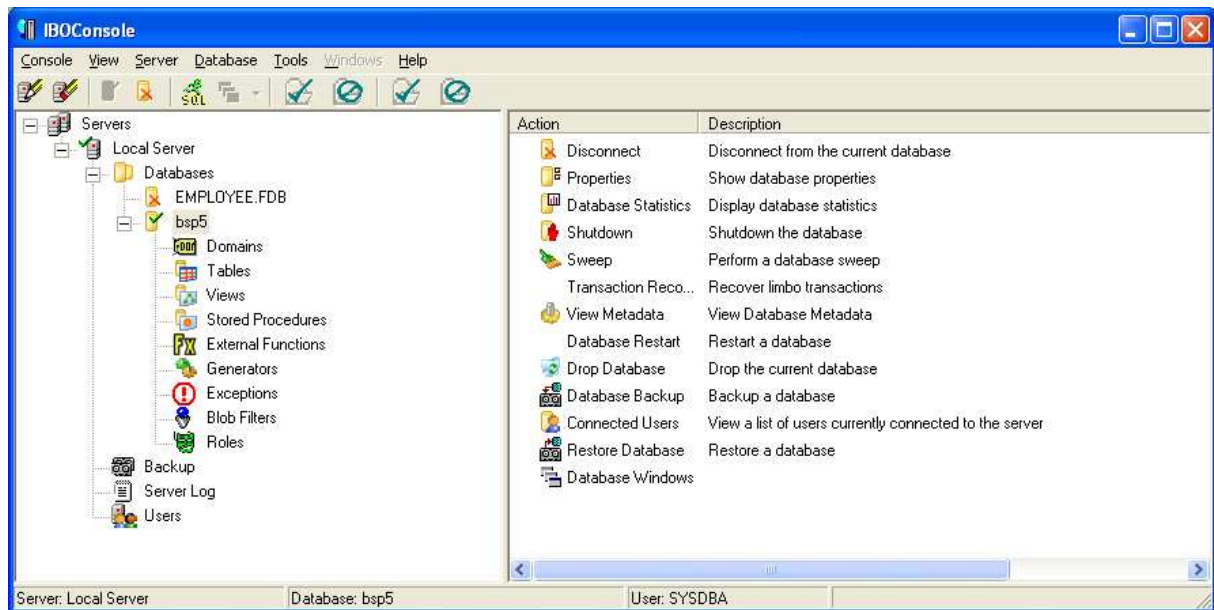 IBOConsole
Console View Server Database Tools Windows Help
SQL
Servers
Local Server
Databases
EMPLOYEE.FDB
bsp5
Domains
Tables
Views
Stored Procedures
External Functions
Generators
Exceptions
Blob Filters
Roles
Backup
Server Log
Users
Action Description
Disconnect Disconnect from the current database
Properties Show database properties
Database Statistics Display database statistics
Shutdown Shutdown the database
Sweep Perform a database sweep
Transaction Reco... Recover limbo transactions
View Metadata View Database Metadata
Database Restart Restart a database
Drop Database Drop the current database
Database Backup Backup a database
Connected Users View a list of users currently connected to the server
Restore Database Restore a database
Database Windows
Server: Local Server Database: bsp5 User: SYSDBA